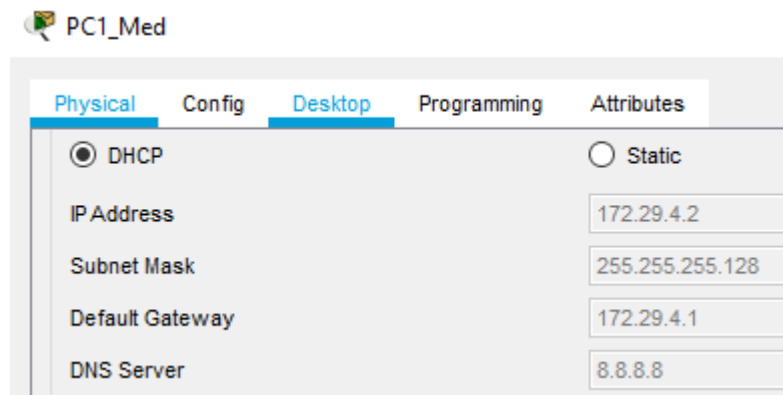 PC1_Med
Physical Config Desktop Programming Attributes
DHCP Static
IP Address 172.29.4.2
Subnet Mask 255.255.255.128
Default Gateway 172.29.4.1
DNS Server 8.8.8.8